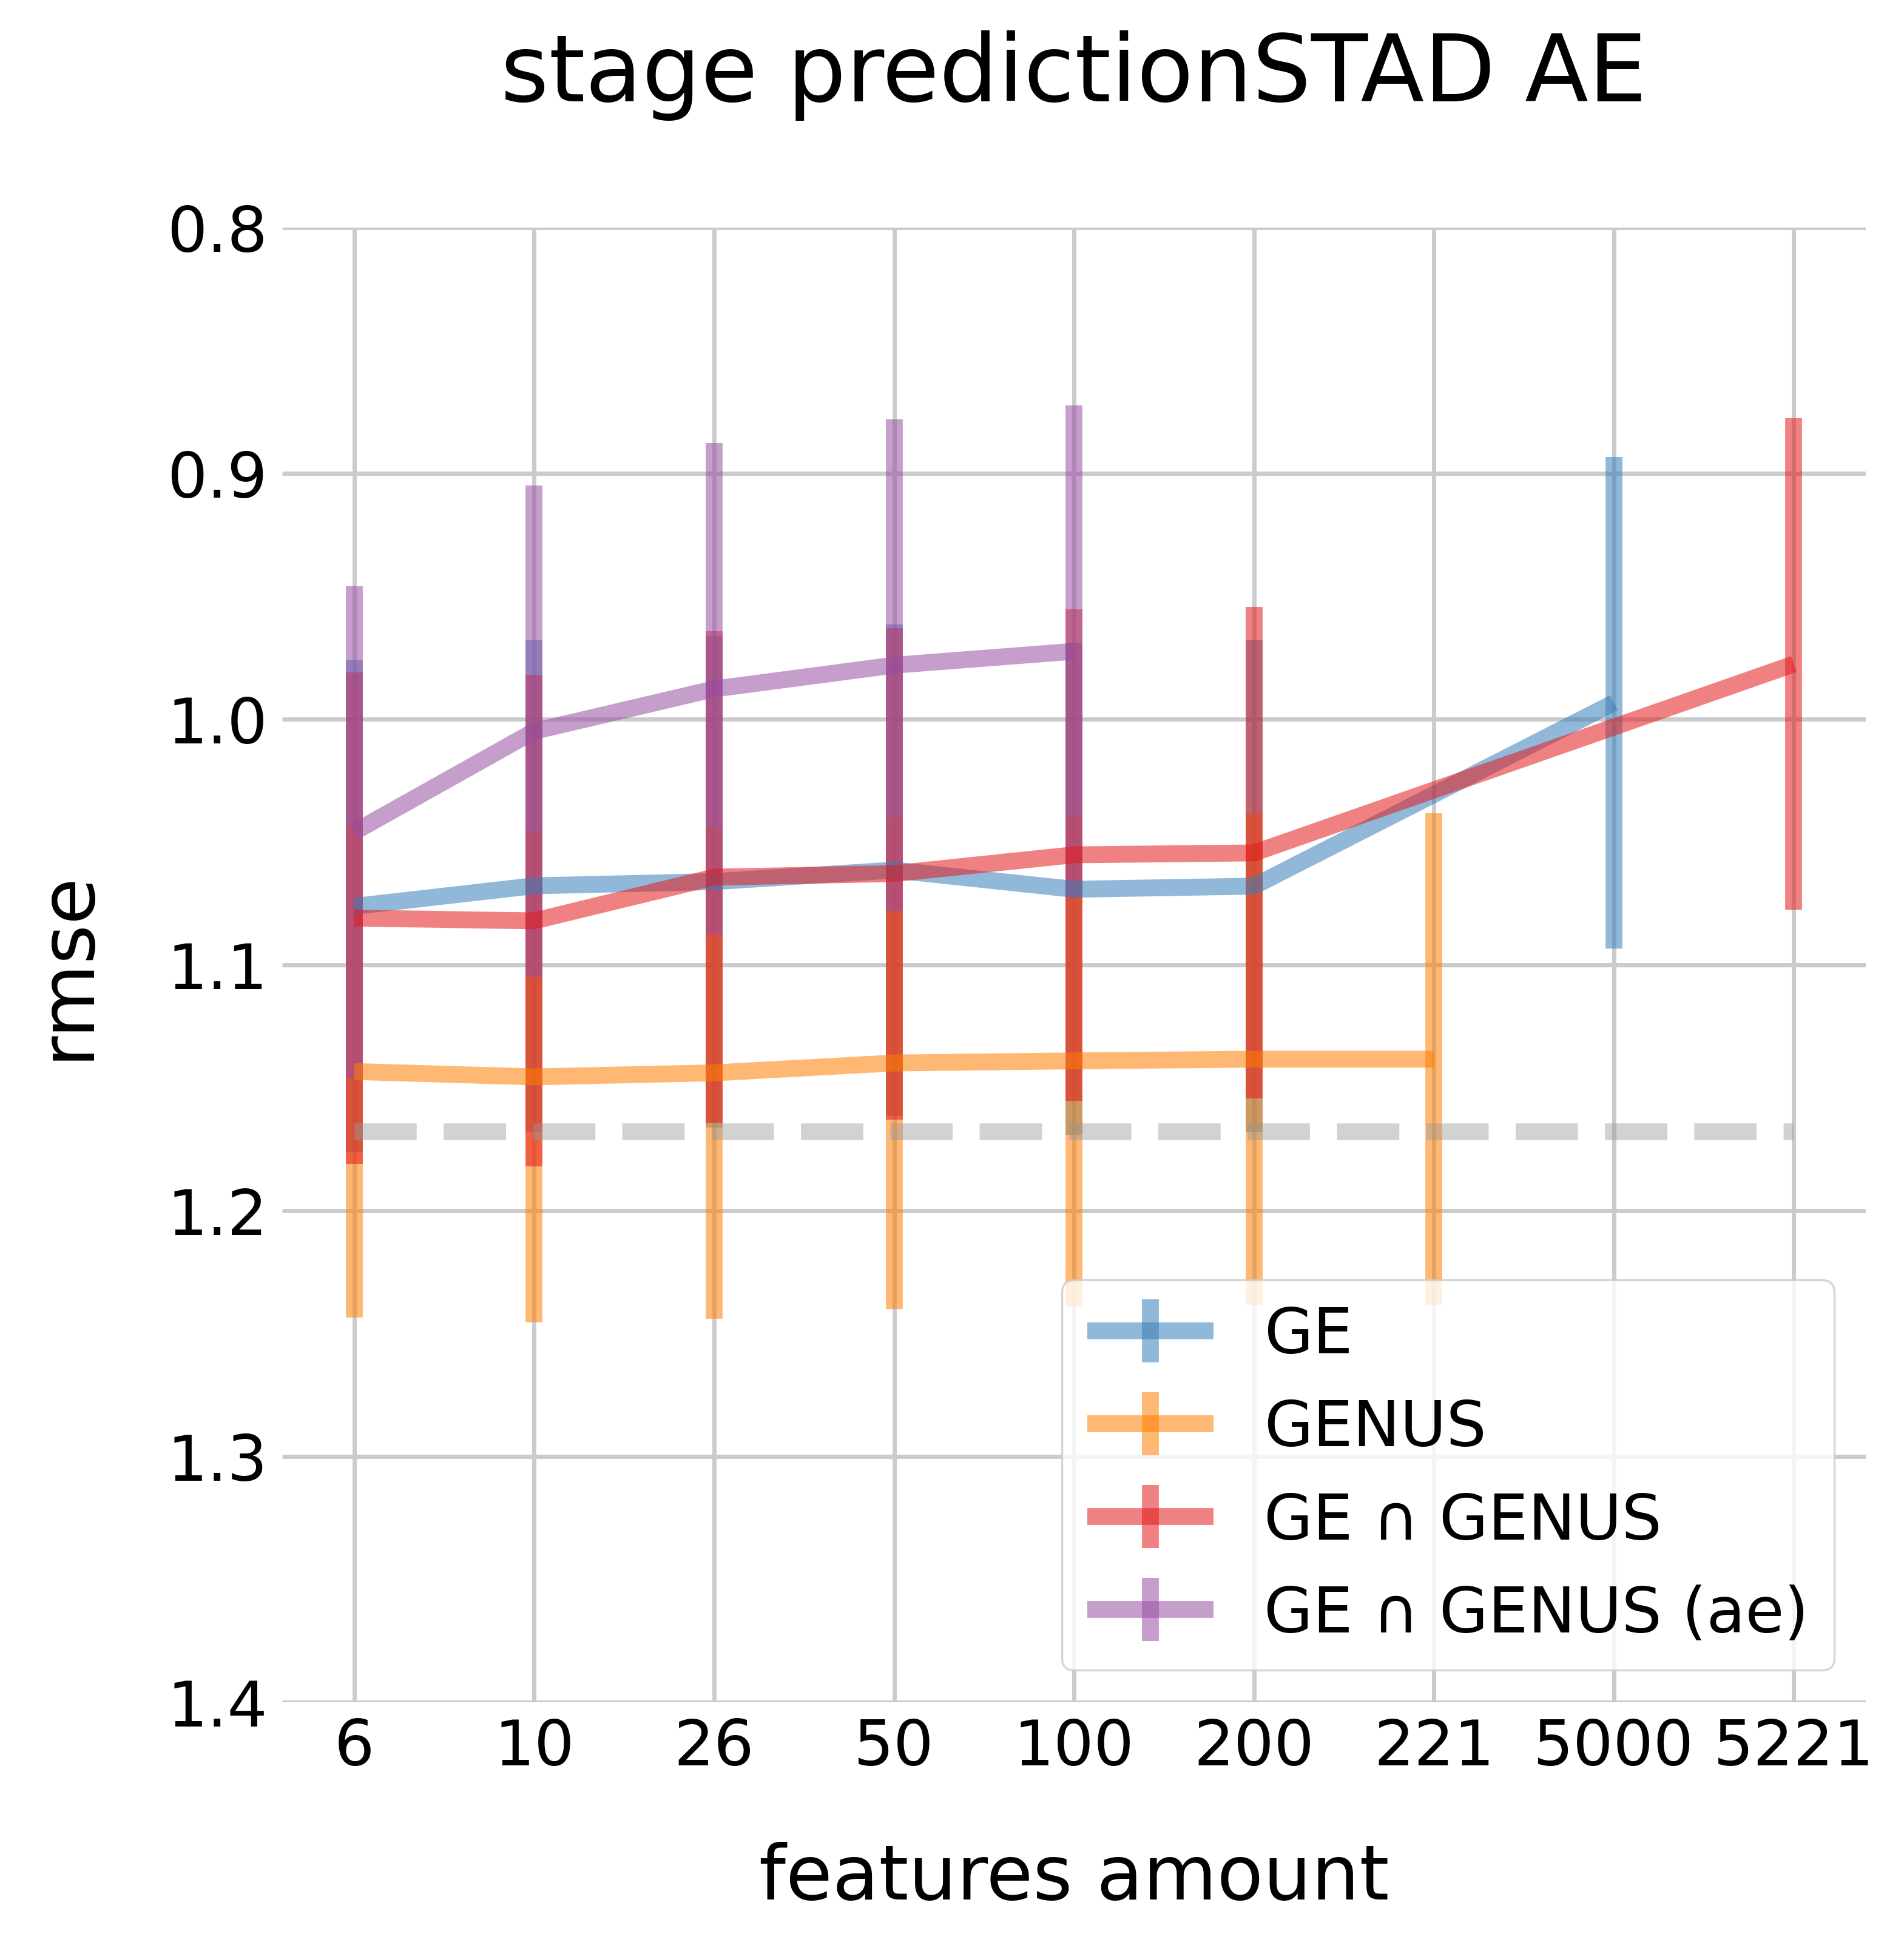 stage predictionSTAD AE
0.8
0.9
1.0
1.1
1.2
1.3
1.4
rmse
GE
GENUS
GE ∩ GENUS
GE ∩ GENUS (ae)
6 10 26 50 100 200 221 5000 5221
features amount